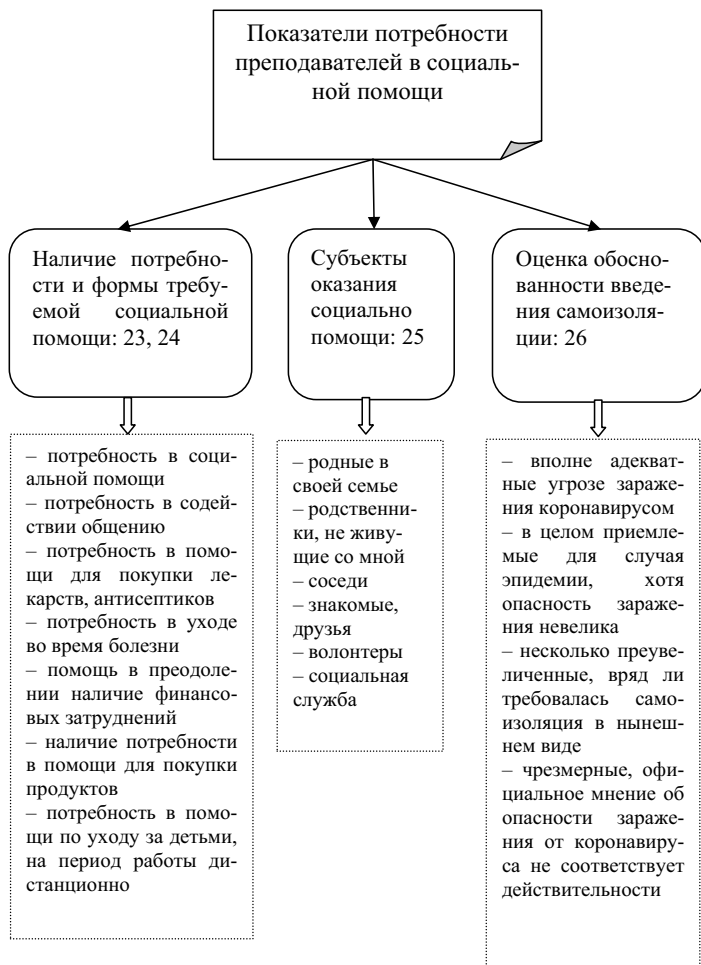 Показатели потребности
преподавателей в социаль-
ной помощи
Наличие потребно-
сти и формы требу-
емой социальной
помощи: 23, 24
Субъекты
оказания
социально
помощи: 25
Оценка обосно-
ванности введе-
ния самоизоля-
ции: 26
– потребность в соци-
альной помощи
– потребность в содей-
ствии общению
– потребность в помо-
щи для покупки ле-
карств, антисептиков
– потребность в уходе
во время болезни
– помощь в преодоле-
нии наличие финансо-
вых затруднений
– наличие потребности
в помощи для покупки
продуктов
– потребность в помо-
щи по уходу за детьми,
на период работы ди-
станционно
– родные в
своей семье
– родственни-
ки, не живу-
щие со мной
– соседи
– знакомые,
друзья
– волонтеры
– социальная
служба
– вполне адекват-
ные угрозе зараже-
ния коронавирусом
– в целом приемле-
мые для случая
эпидемии, хотя
опасность зараже-
ния невелика
– несколько преуве-
личенные, вряд ли
требовалась само-
изоляция в нынеш-
нем виде
– чрезмерные, офи-
циальное мнение об
опасности зараже-
ния от коронавиру-
са не соответствует
действительности